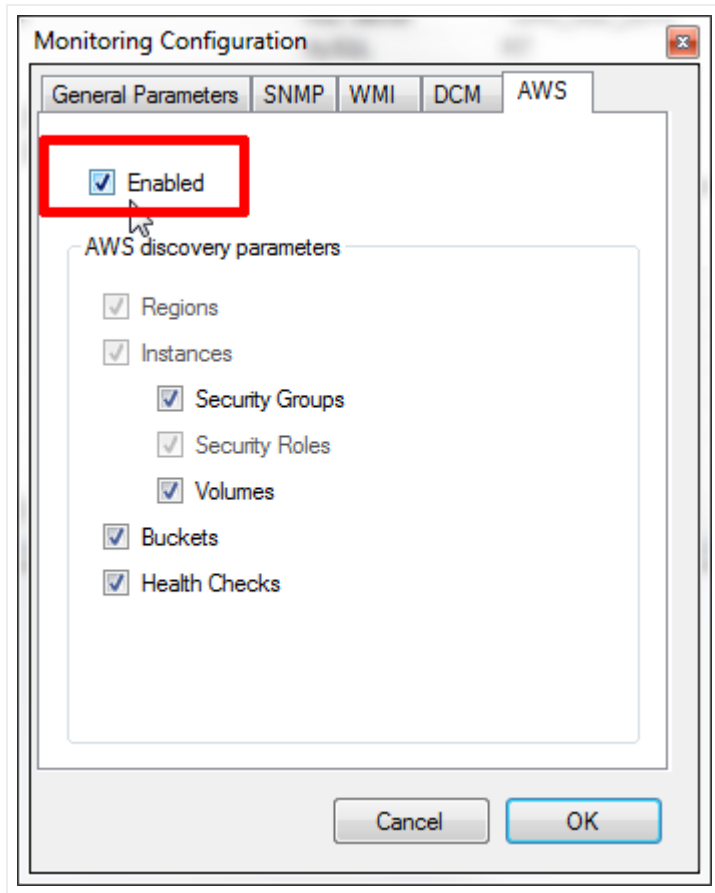 Monitoring Configuration
General Parameters SNMP WMI DCM AWS
Enabled
AWS discovery parameters
Regions
Instances
Security Groups
Security Roles
Volumes
Buckets
Health Checks
Cancel OK